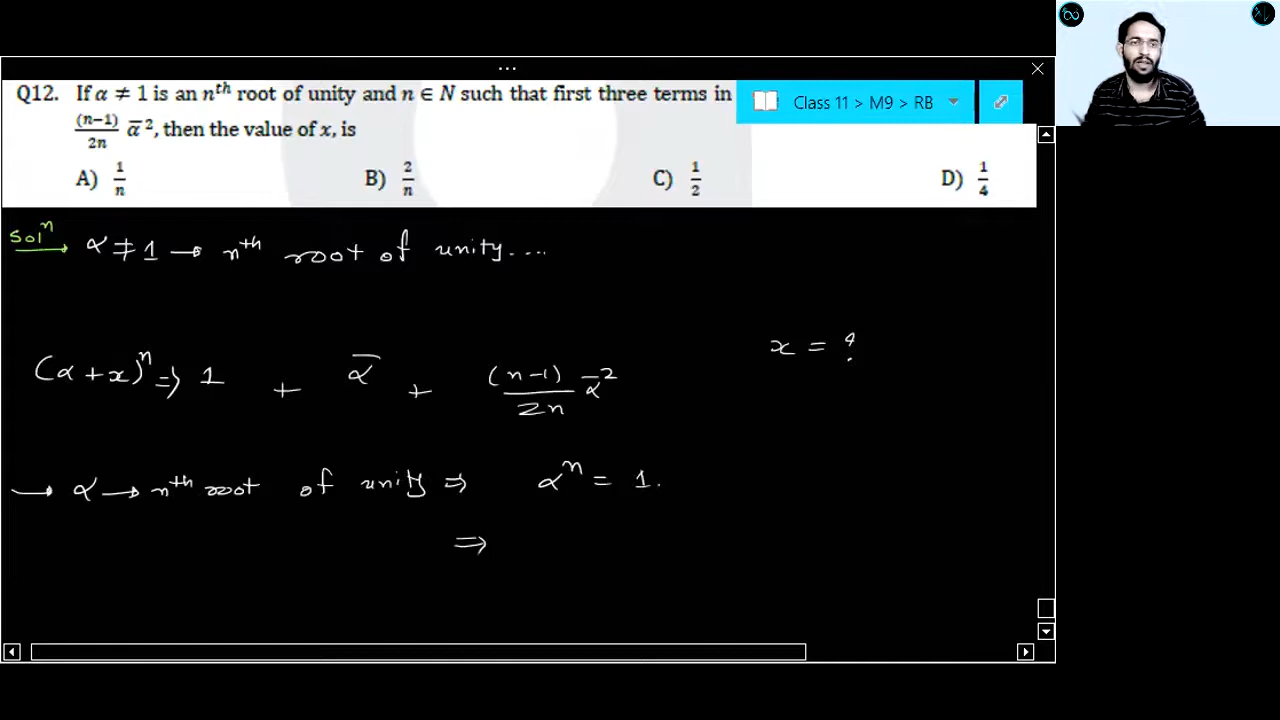 Q12. If α ≠ 1 is an nᵗʰ root of unity and n ∈ N such that first three terms in
Class 11 > M9 > RB
(n−1)/2n ᾱ², then the value of x, is
A) 1/n B) 2/n C) 1/2 D) 1/4
Solⁿ α ≠ 1 → nᵗʰ root of unity....
x = ?
(α + x)ⁿ ⇒ 1 + ᾱ + (n−1)/2n ᾱ²
→ α → nᵗʰ root of unity ⇒ αⁿ = 1.
⇒